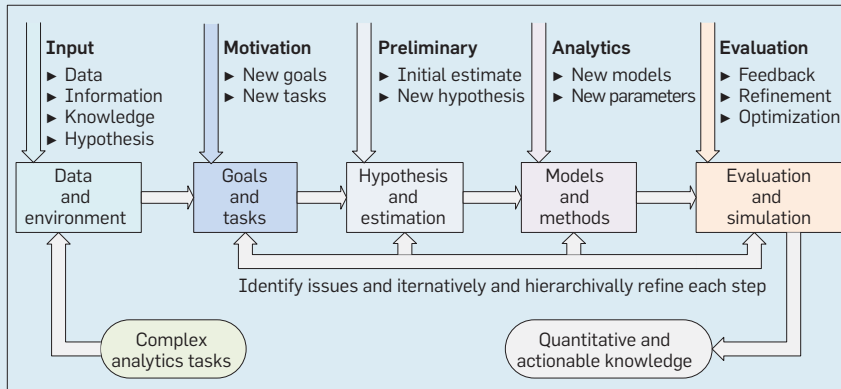 Input
► Data
► Information
► Knowledge
► Hypothesis
Motivation
► New goals
► New tasks
Preliminary
► Initial estimate
► New hypothesis
Analytics
► New models
► New parameters
Evaluation
► Feedback
► Refinement
► Optimization
Data
and
environment
Goals
and
tasks
Hypothesis
and
estimation
Models
and
methods
Evaluation
and
simulation
Identify issues and iternatively and hierarchivally refine each step
Complex
analytics tasks
Quantitative and
actionable knowledge